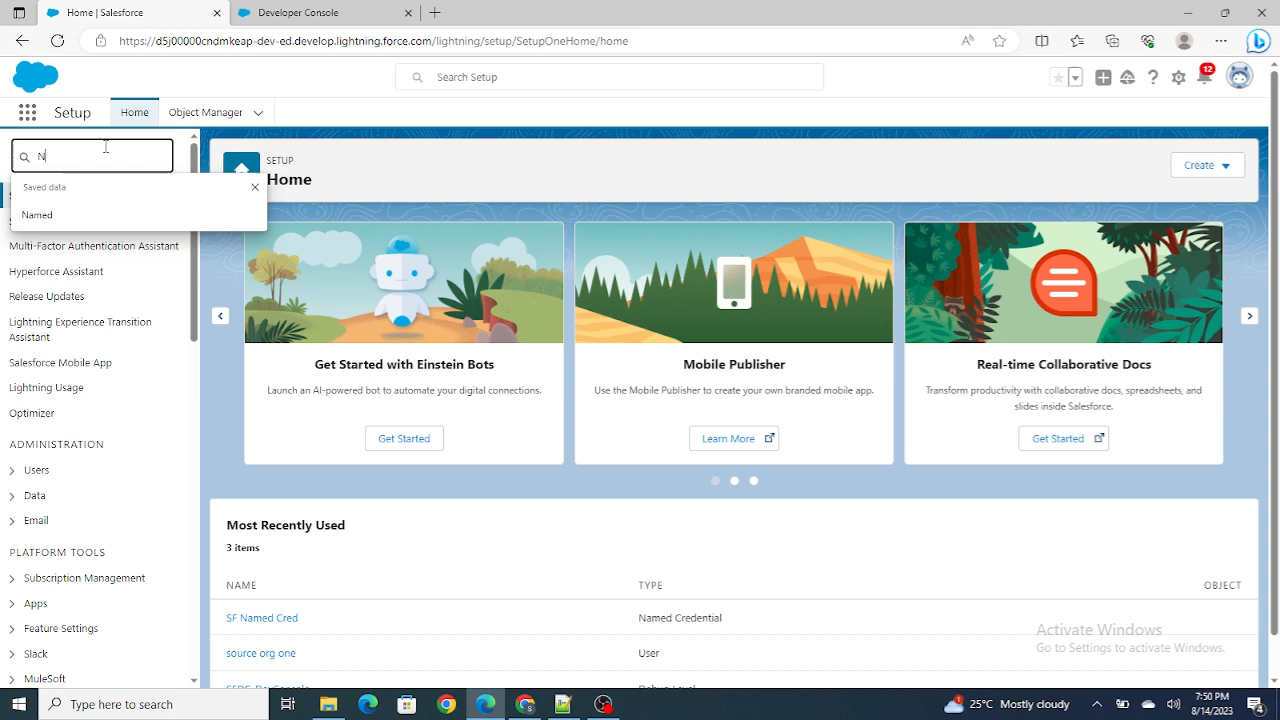 Home | Salesforce
Developer Console
https://d5j00000cndmkeap-dev-ed.develop.lightning.force.com/lightning/setup/SetupOneHome/home
Search Setup
12
Setup
Home
Object Manager
N
Saved data
Named
Multi-Factor Authentication Assistant
Hyperforce Assistant
Release Updates
Lightning Experience Transition
Assistant
Salesforce Mobile App
Lightning Usage
Optimizer
ADMINISTRATION
Users
Data
Email
PLATFORM TOOLS
Subscription Management
Apps
Feature Settings
Slack
MuleSoft
SETUP
Home
Create
Get Started with Einstein Bots
Launch an AI-powered bot to automate your digital connections.
Get Started
Mobile Publisher
Use the Mobile Publisher to create your own branded mobile app.
Learn More
Real-time Collaborative Docs
Transform productivity with collaborative docs, spreadsheets, and
slides inside Salesforce.
Get Started
Most Recently Used
3 items
NAME
TYPE
OBJECT
SF Named Cred
Named Credential
source org one
User
SFDC_DevConsole
Debug Level
Activate Windows
Go to Settings to activate Windows.
Type here to search
1
25°C Mostly cloudy
7:50 PM
8/14/2023
4